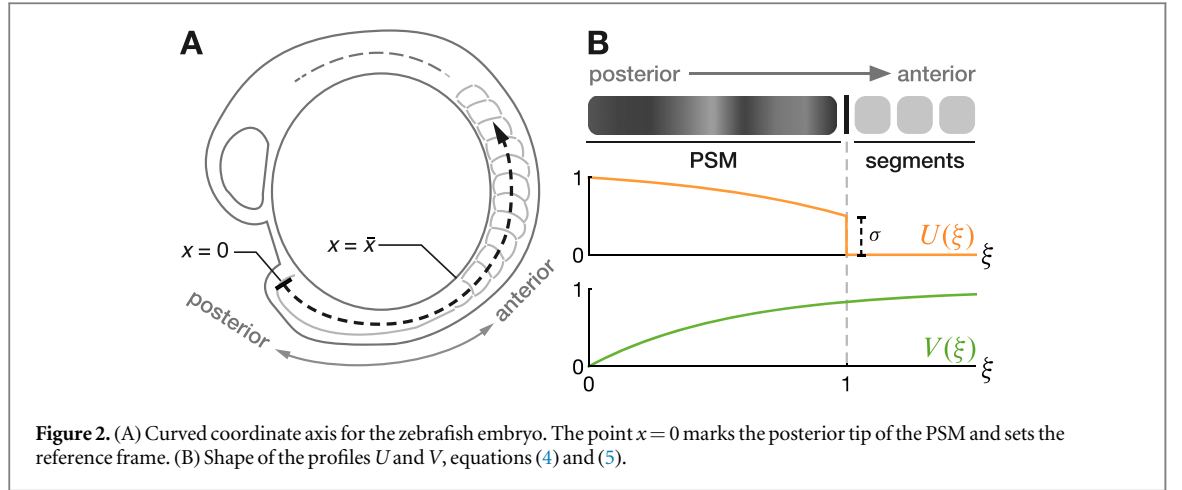 A
x = 0
x = x̄
posterior
anterior
B
posterior
anterior
PSM
segments
1
0
σ
U(ξ)
ξ
1
0
V(ξ)
ξ
0
1
Figure 2. (A) Curved coordinate axis for the zebrafish embryo. The point x = 0 marks the posterior tip of the PSM and sets the
reference frame. (B) Shape of the profiles U and V, equations (4) and (5).